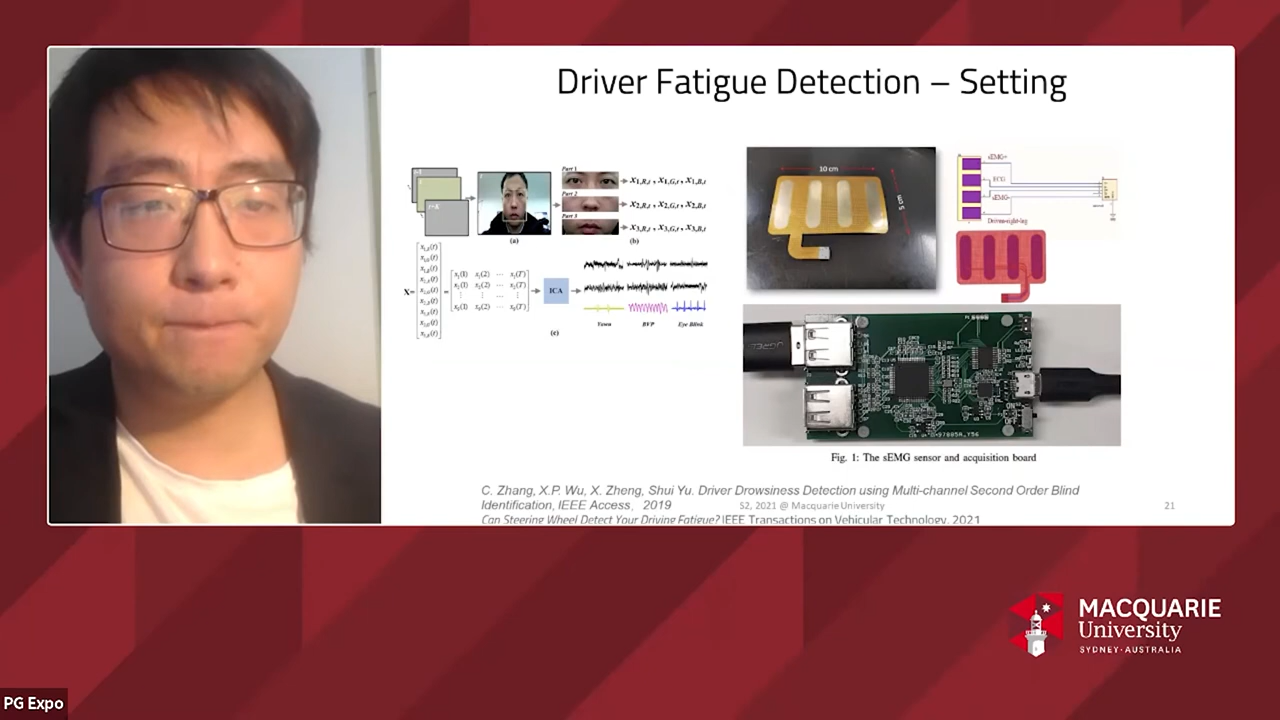 Driver Fatigue Detection – Setting
Part 1
Part 2
Part 3
(a)
(b)
X=
ICA
Yawn
BVP
Eye Blink
(c)
10 cm
5 cm
sEMG+
ECG
sEMG-
Driven-right-leg
Fig. 1: The sEMG sensor and acquisition board
C. Zhang, X.P. Wu, X. Zheng, Shui Yu. Driver Drowsiness Detection using Multi-channel Second Order Blind
Identification, IEEE Access, 2019
S2, 2021 @ Macquarie University
21
Can Steering Wheel Detect Your Driving Fatigue? IEEE Transactions on Vehicular Technology, 2021
MACQUARIE
University
SYDNEY·AUSTRALIA
PG Expo